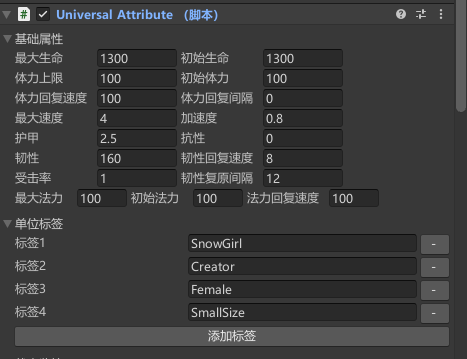 Universal Attribute （脚本）
基础属性
最大生命 1300 初始生命 1300
体力上限 100 初始体力 100
体力回复速度 100 体力回复间隔 0
最大速度 4 加速度 0.8
护甲 2.5 抗性 0
韧性 160 韧性回复速度 8
受击率 1 韧性复原间隔 12
最大法力 100 初始法力 100 法力回复速度 100
单位标签
标签1 SnowGirl -
标签2 Creator -
标签3 Female -
标签4 SmallSize -
添加标签